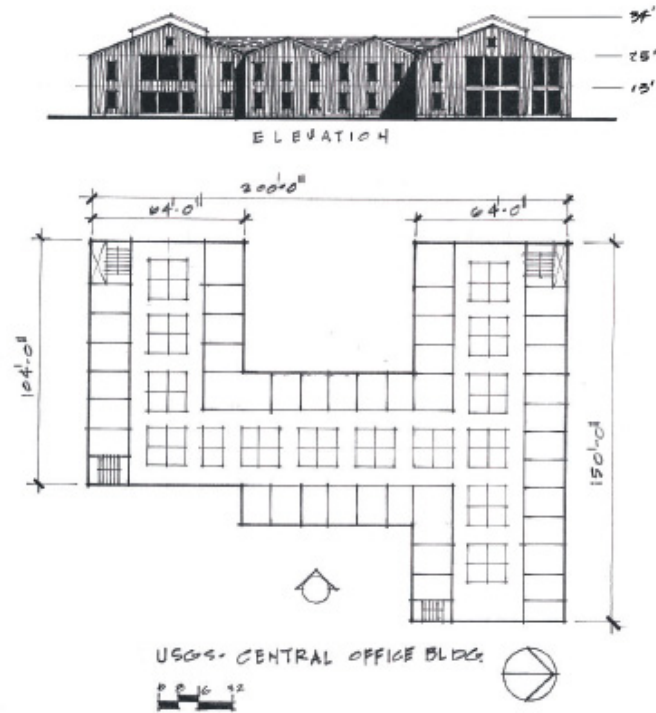 34'
25'
13'
ELEVATION
200'-0"
64'-0" 64'-0"
104'-0"
150'-0"
USGS- CENTRAL OFFICE BLDG.
0 8 16 32